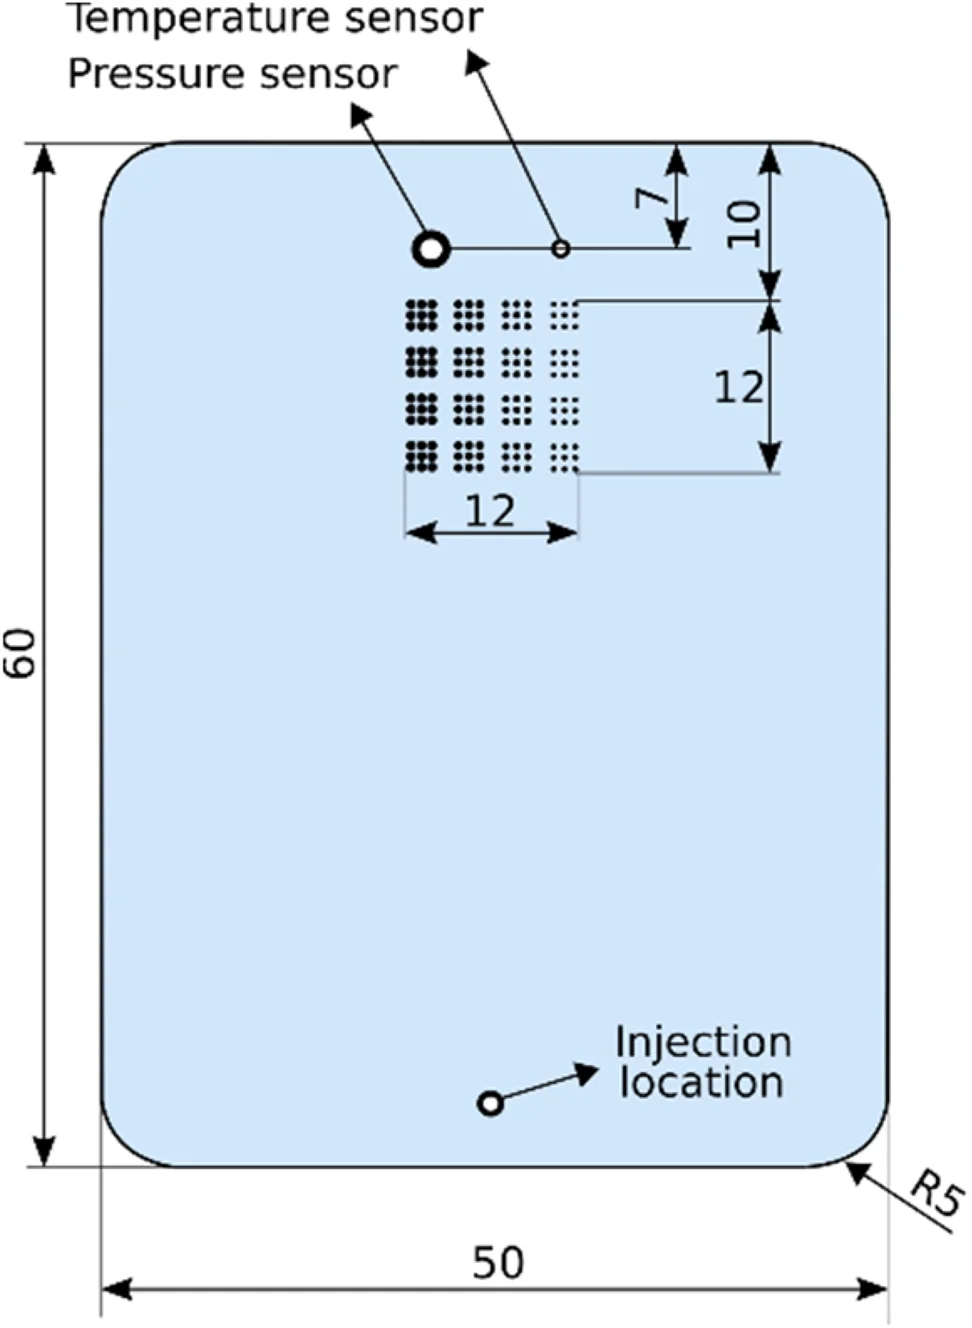 Temperature sensor
Pressure sensor
7
10
12
12
60
Injection
location
R5
50